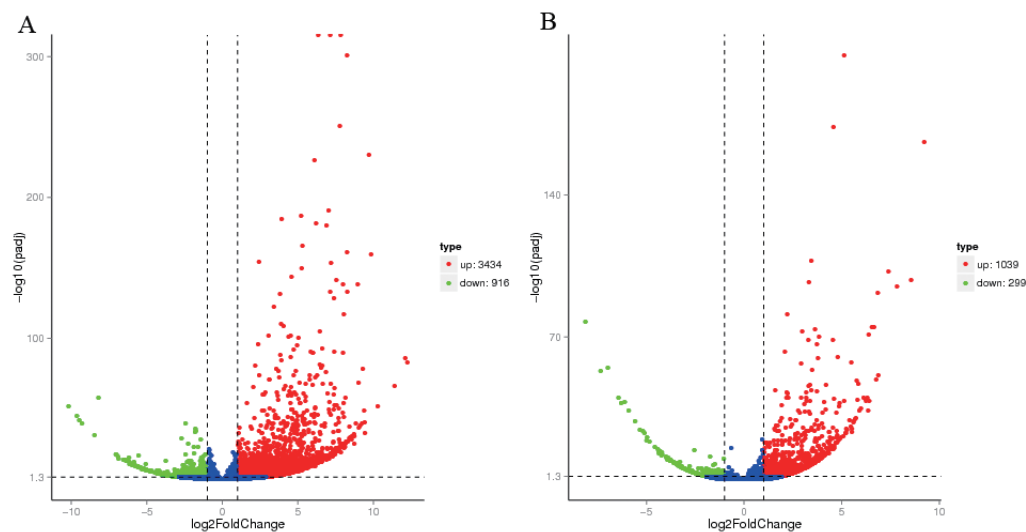 A
300
200
100
1.3
−log10(padj)
−10
−5
0
5
10
log2FoldChange
type
up: 3434
down: 916
B
140
70
1.3
−log10(padj)
−5
0
5
10
log2FoldChange
type
up: 1039
down: 299